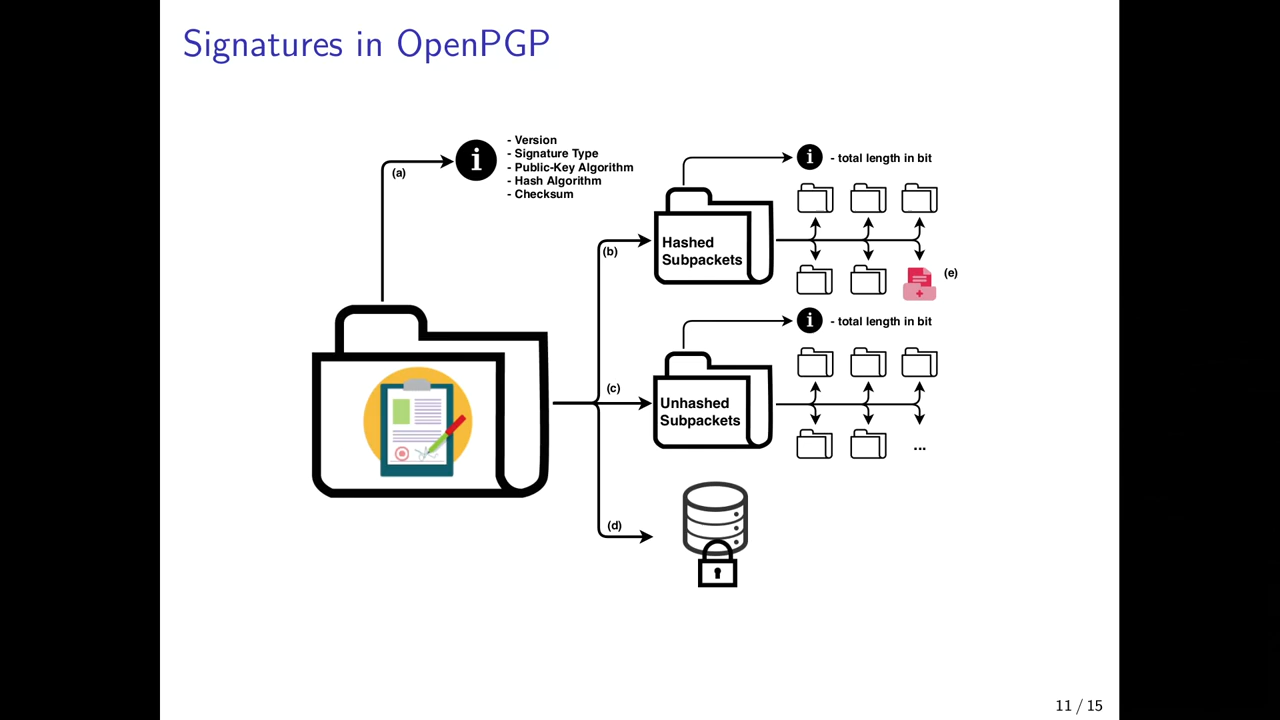 Signatures in OpenPGP
(a)
i
- Version
- Signature Type
- Public-Key Algorithm
- Hash Algorithm
- Checksum
(b)
Hashed
Subpackets
i
- total length in bit
(e)
(c)
Unhashed
Subpackets
i
- total length in bit
...
(d)
11 / 15